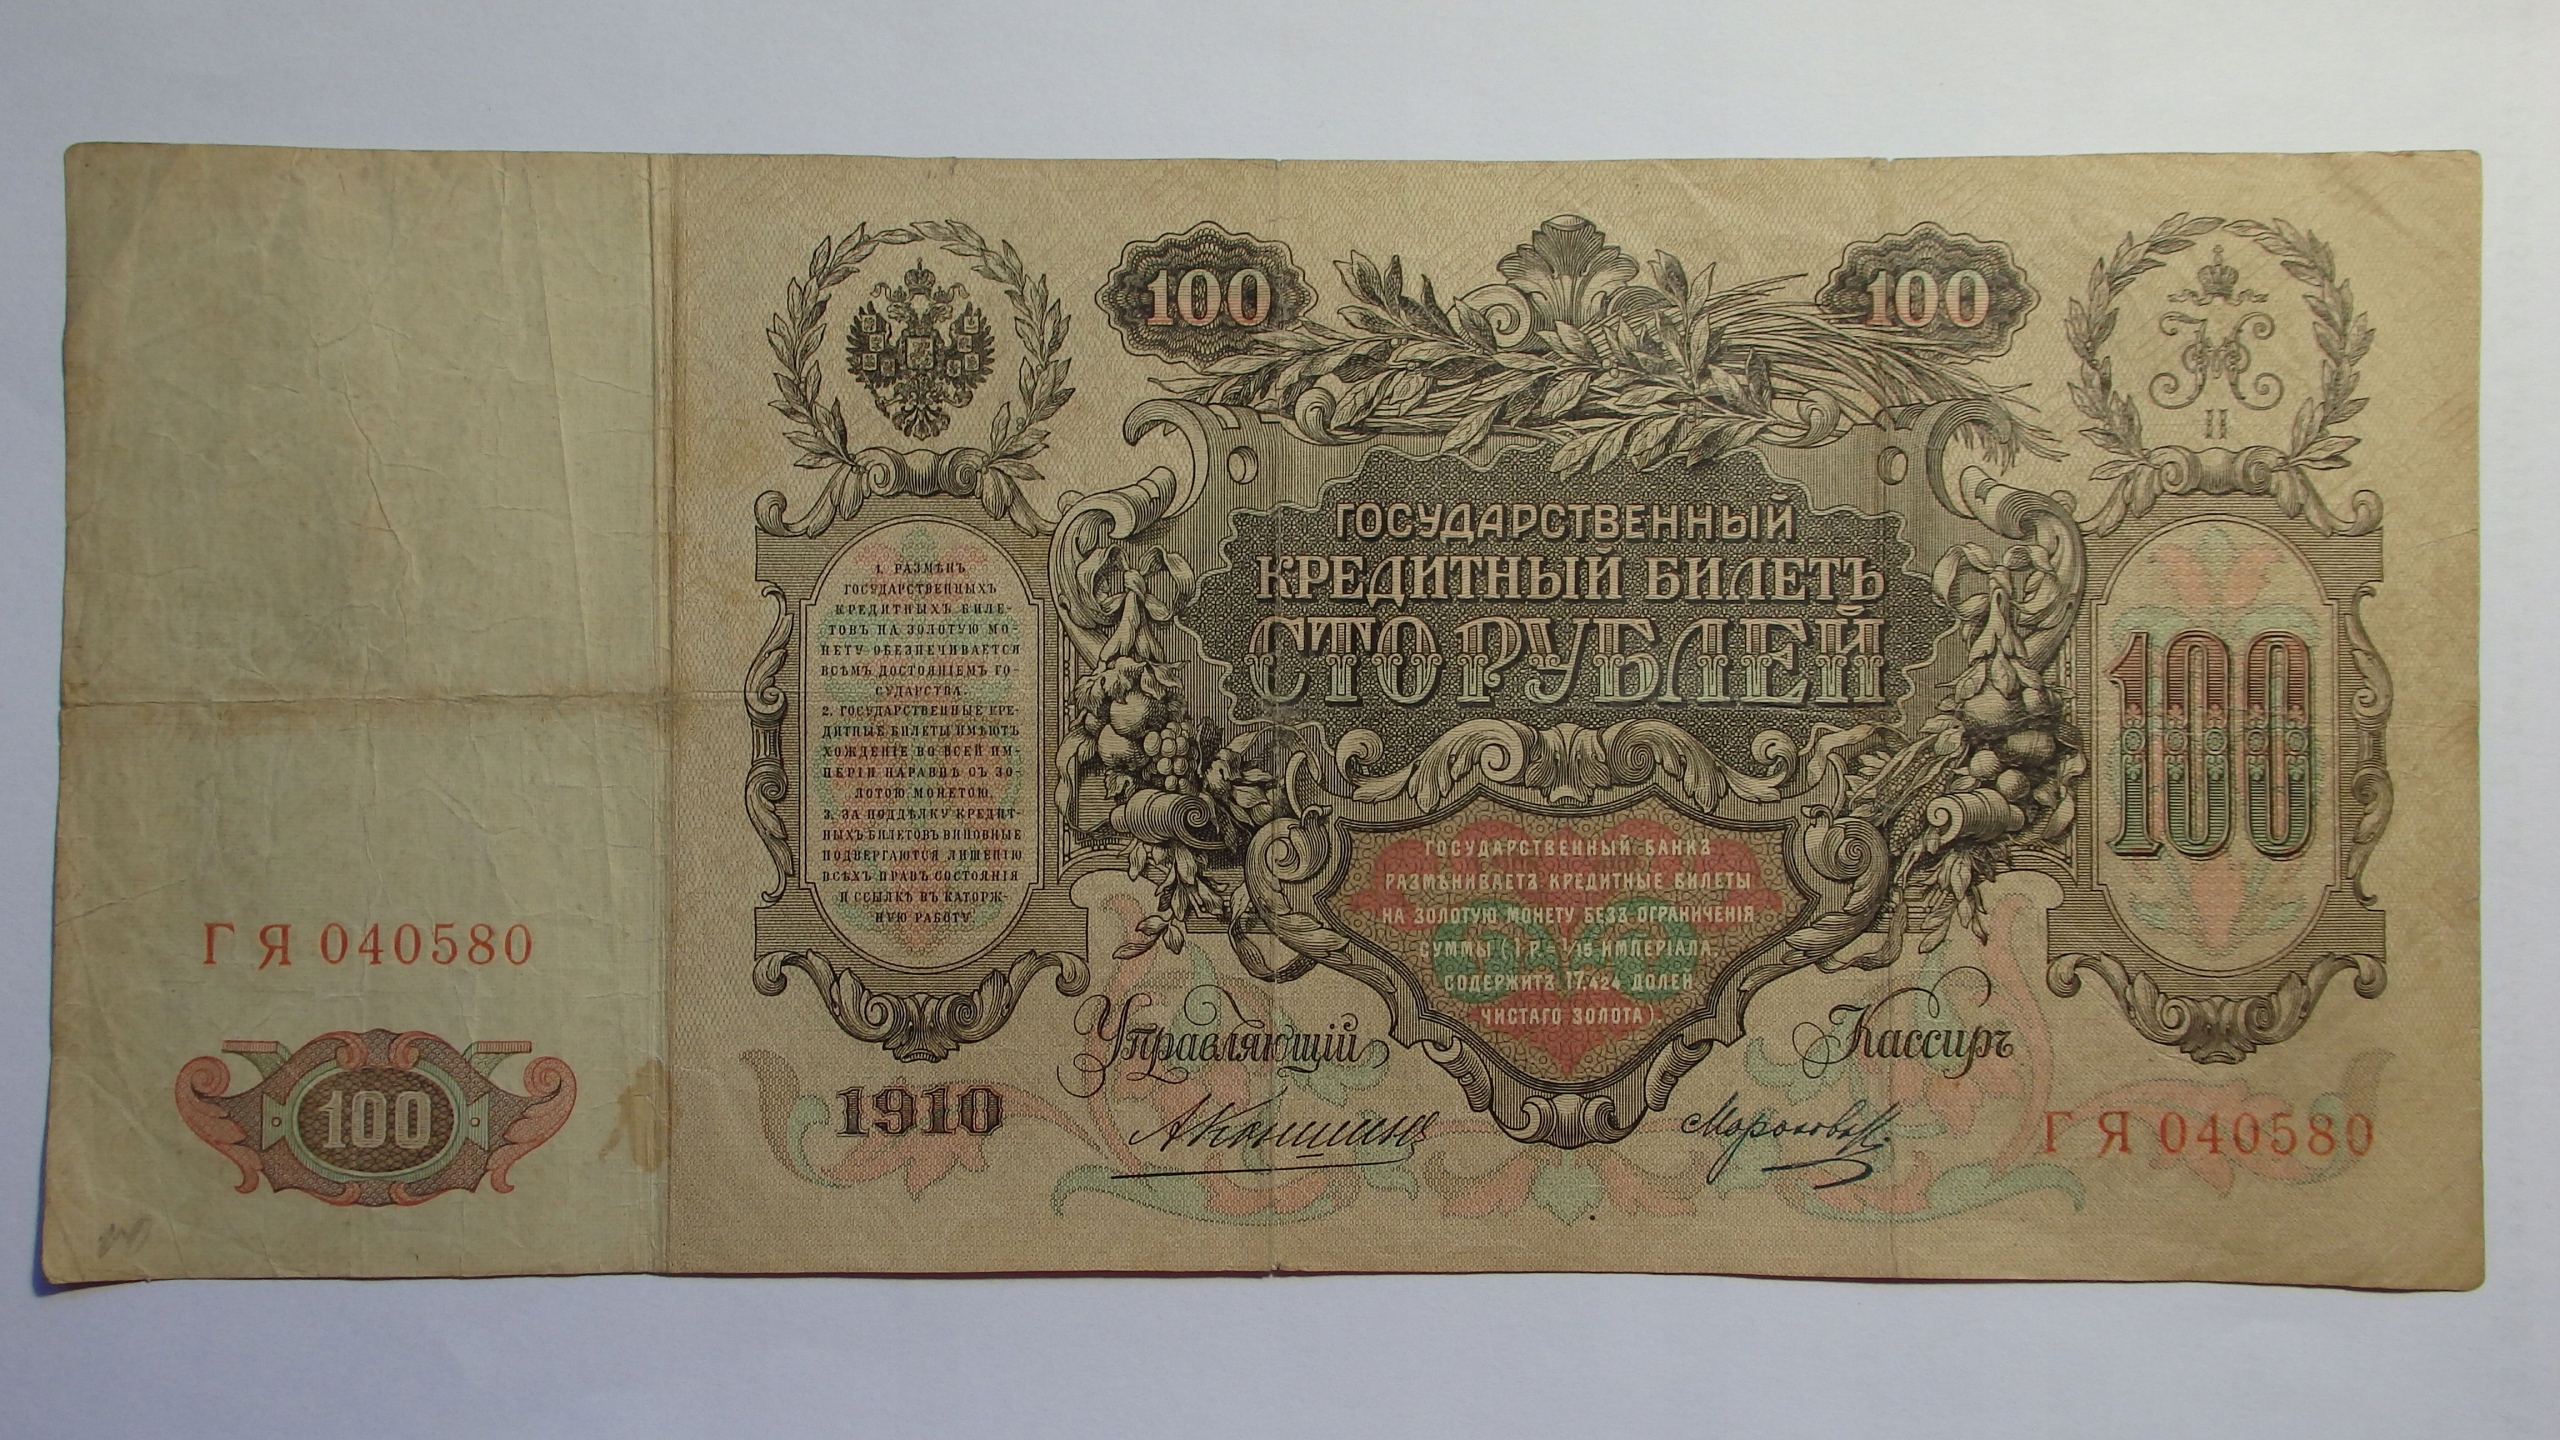 100
100
II
ГОСУДАРСТВЕННЫЙ
КРЕДИТНЫЙ БИЛЕТЪ
СТО РУБЛЕЙ
1. РАЗМѢНЪ
ГОСУДАРСТВЕННЫХЪ
КРЕДИТНЫХЪ БИЛЕ-
ТОВЪ НА ЗОЛОТУЮ МО-
НЕТУ ОБЕЗПЕЧИВАЕТСЯ
ВСѢМЪ ДОСТОЯНІЕМЪ ГО-
СУДАРСТВА.
2. ГОСУДАРСТВЕННЫЕ КРЕ-
ДИТНЫЕ БИЛЕТЫ ИМѢЮТЪ
ХОЖДЕНІЕ ВО ВСЕЙ ИМ-
ПЕРІИ НАРАВНѢ СЪ ЗО-
ЛОТОЮ МОНЕТОЮ.
3. ЗА ПОДДѢЛКУ КРЕДИТ-
НЫХЪ БИЛЕТОВЪ ВИНОВНЫЕ
ПОДВЕРГАЮТСЯ ЛИШЕНІЮ
ВСѢХЪ ПРАВЪ СОСТОЯНІЯ
И ССЫЛКѢ ВЪ КАТОРЖ-
НУЮ РАБОТУ.
100
ГОСУДАРСТВЕННЫЙ БАНКЪ
РАЗМѢНИВАЕТЪ КРЕДИТНЫЕ БИЛЕТЫ
НА ЗОЛОТУЮ МОНЕТУ БЕЗЪ ОГРАНИЧЕНІЯ
СУММЫ (1 Р. = 1/15 ИМПЕРІАЛА,
СОДЕРЖИТЪ 17,424 ДОЛЕЙ
ЧИСТАГО ЗОЛОТА).
ГЯ 040580
100
1910
Управляющій
АКоншинъ
Кассиръ
ГЯ 040580